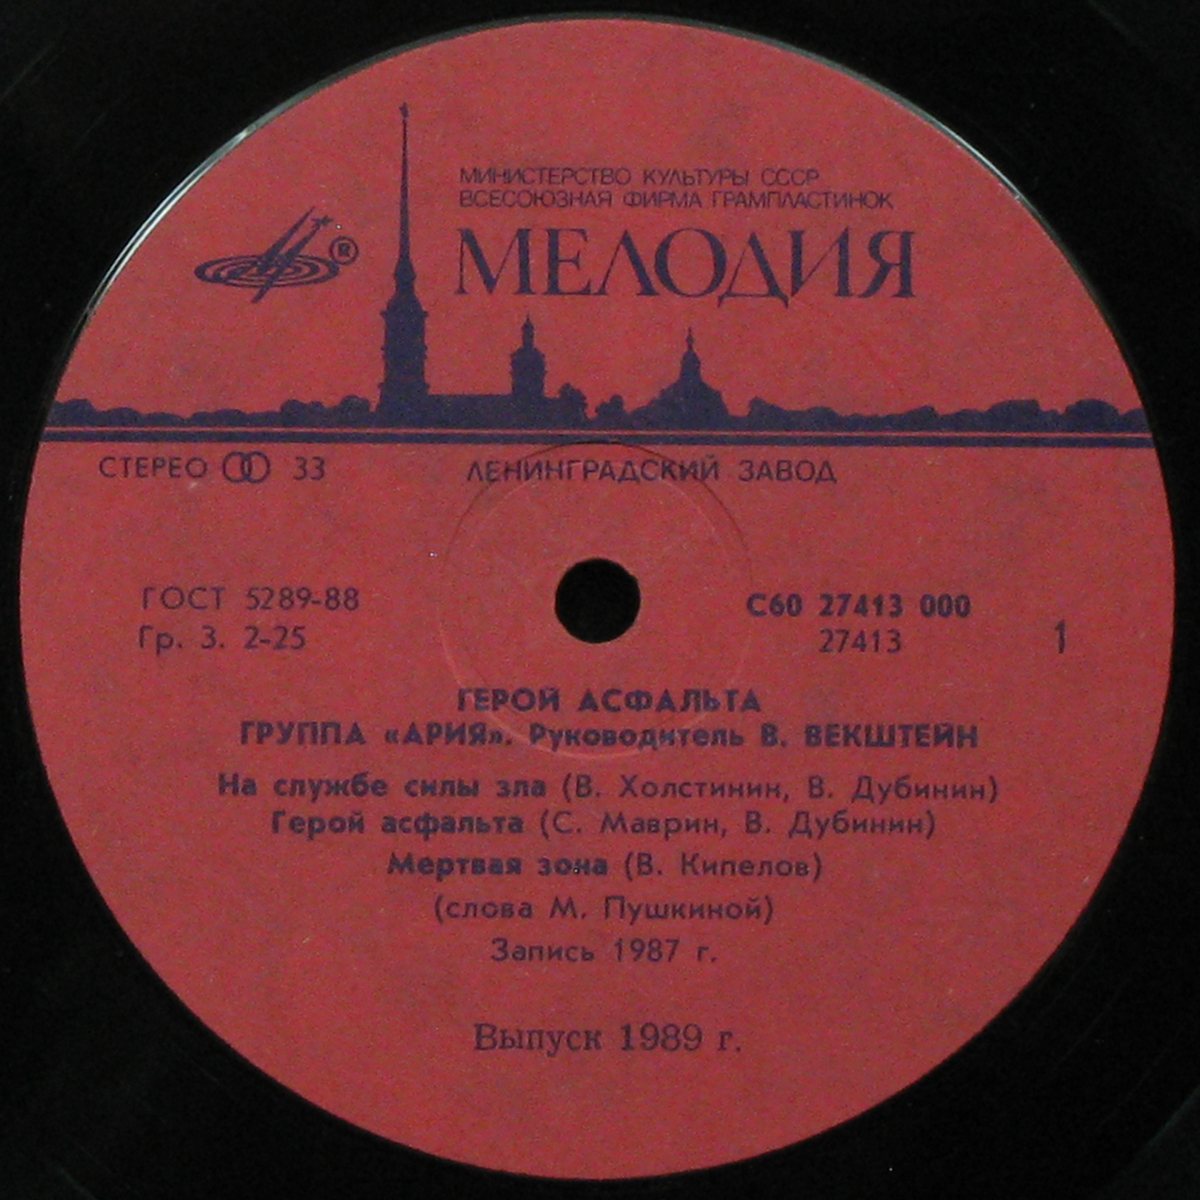 МИНИСТЕРСТВО КУЛЬТУРЫ СССР
ВСЕСОЮЗНАЯ ФИРМА ГРАМПЛАСТИНОК
МЕЛОДИЯ
®
СТЕРЕО 33
ЛЕНИНГРАДСКИЙ ЗАВОД
ГОСТ 5289-88
Гр. 3. 2-25
С60 27413 000
27413
1
ГЕРОЙ АСФАЛЬТА
ГРУППА «АРИЯ». Руководитель В. ВЕКШТЕЙН
На службе силы зла (В. Холстинин, В. Дубинин)
Герой асфальта (С. Маврин, В. Дубинин)
Мертвая зона (В. Кипелов)
(слова М. Пушкиной)
Запись 1987 г.
Выпуск 1989 г.